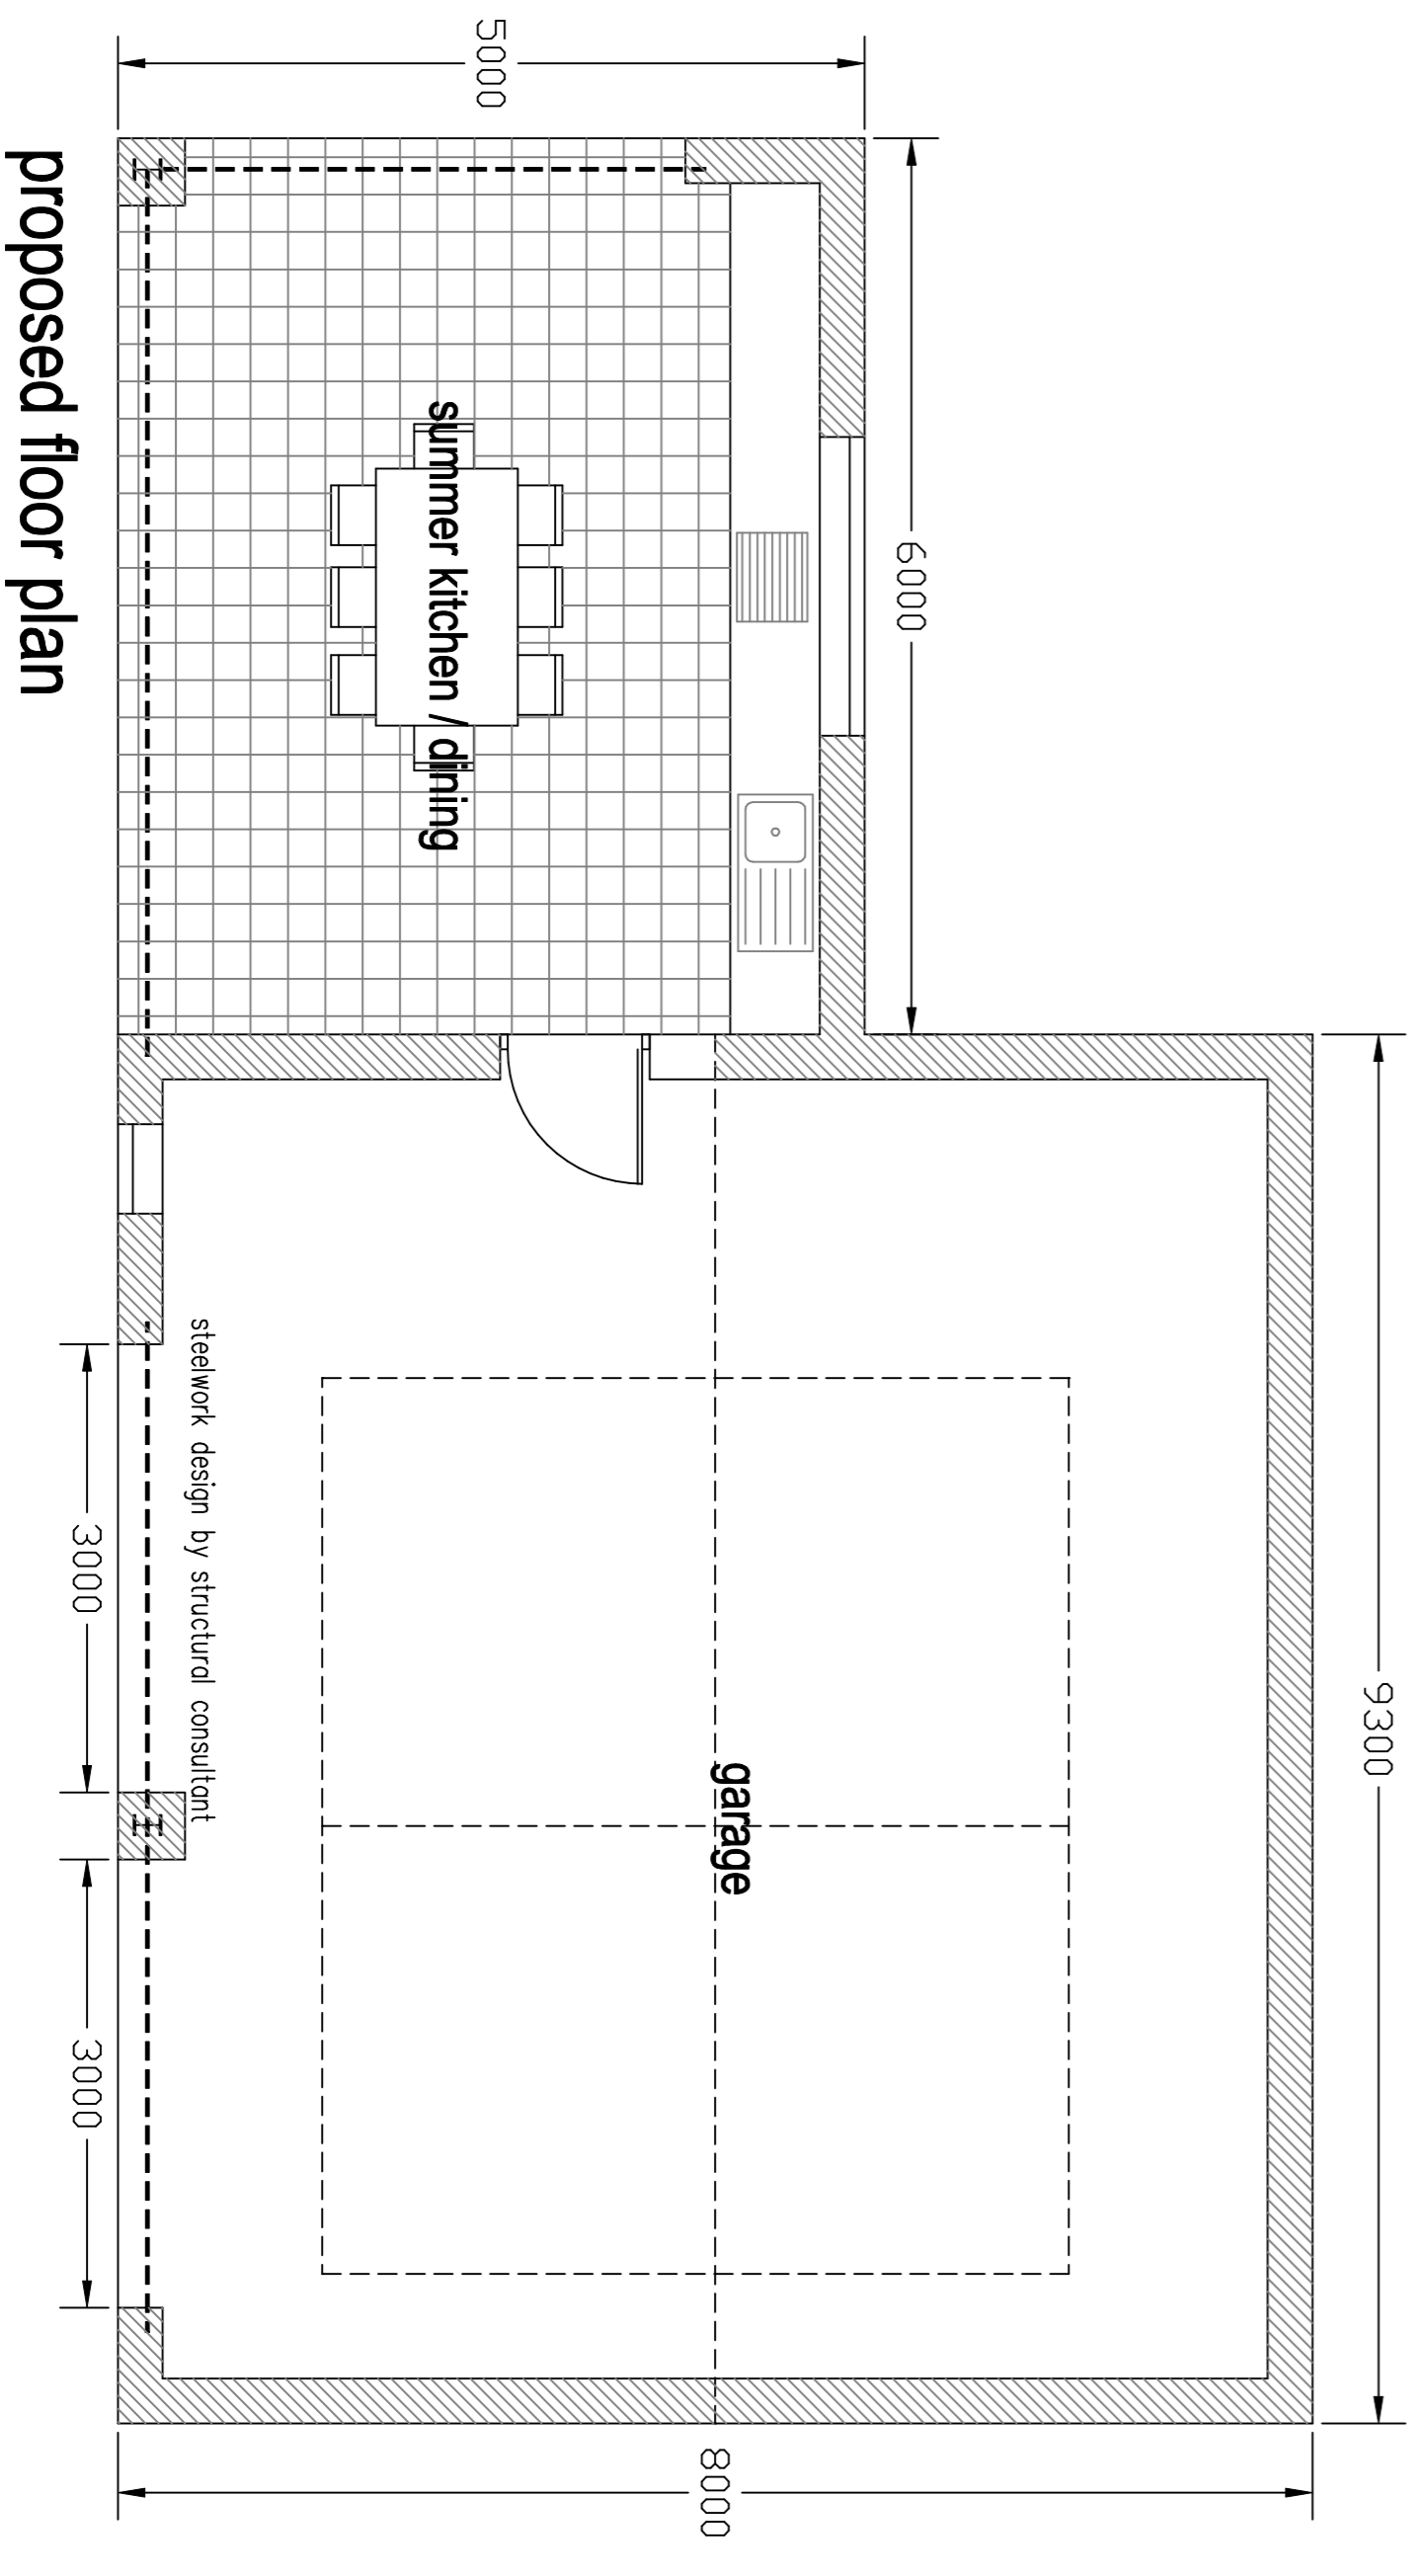 9300
6000
5000
8000
summer kitchen / dining
garage
steelwork design by structural consultant
3000
3000
proposed floor plan